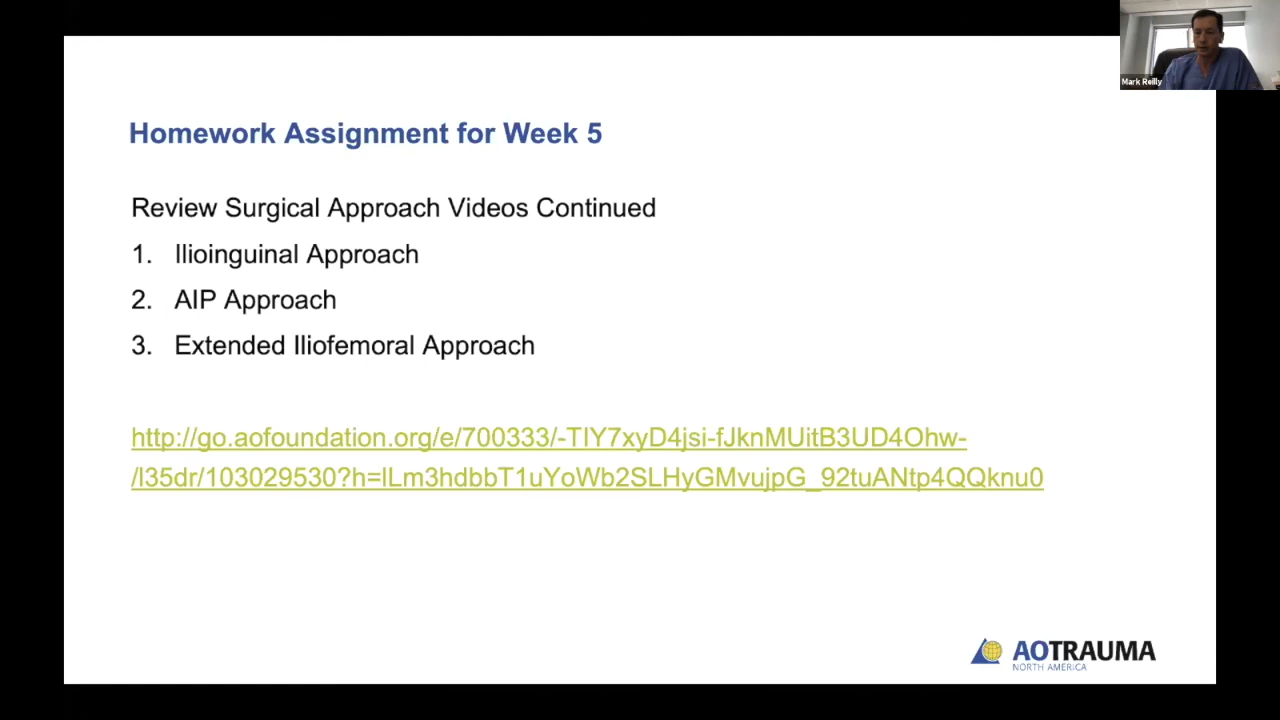 Mark Reilly
Homework Assignment for Week 5
Review Surgical Approach Videos Continued
1. Ilioinguinal Approach
2. AIP Approach
3. Extended Iliofemoral Approach
http://go.aofoundation.org/e/700333/-TIY7xyD4jsi-fJknMUitB3UD4Ohw-
/l35dr/103029530?h=lLm3hdbbT1uYoWb2SLHyGMvujpG_92tuANtp4QQknu0
AOTRAUMA
NORTH AMERICA